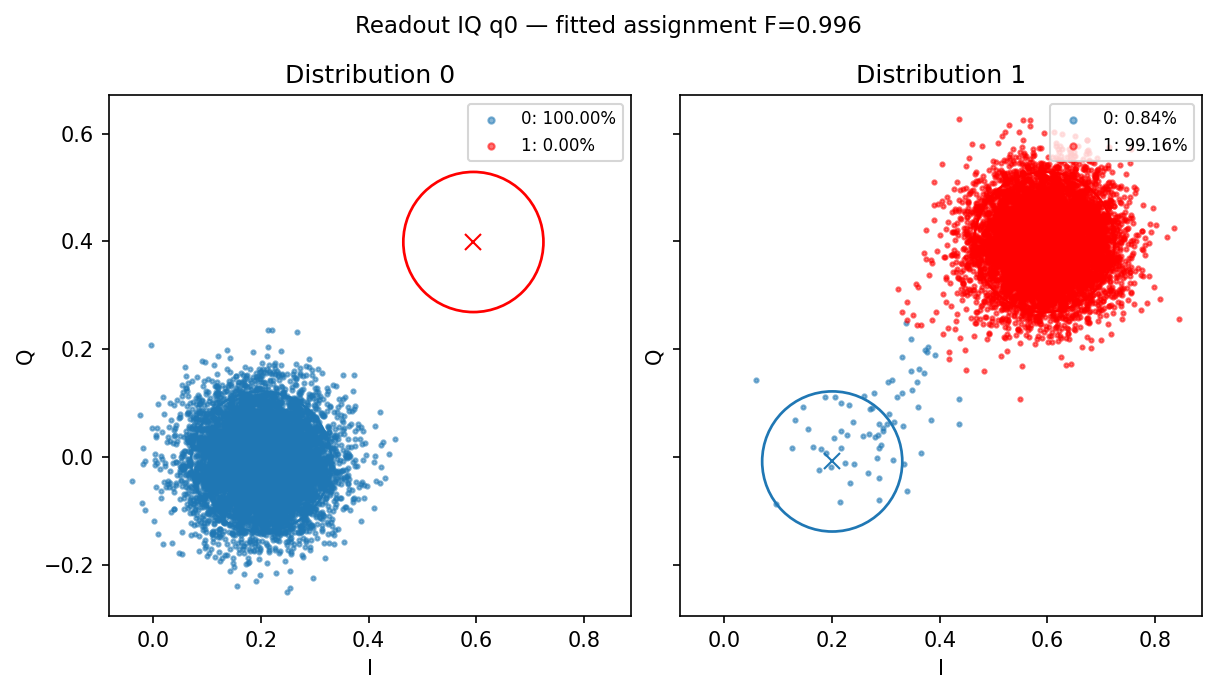 Readout IQ q0 — fitted assignment F=0.996
Distribution 0
0: 100.00%
1: 0.00%
Q
0.6
0.4
0.2
0.0
−0.2
0.0 0.2 0.4 0.6 0.8
I
Distribution 1
0: 0.84%
1: 99.16%
Q
0.0 0.2 0.4 0.6 0.8
I